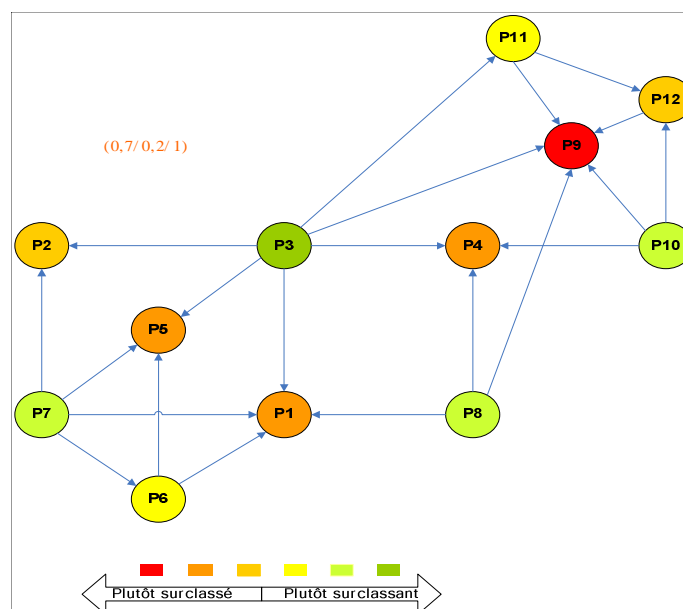 P11
P12
(0,7/0,2/1)
P9
P2
P3
P4
P10
P5
P7
P1
P8
P6
Plutôt surclassé
Plutôt surclassant